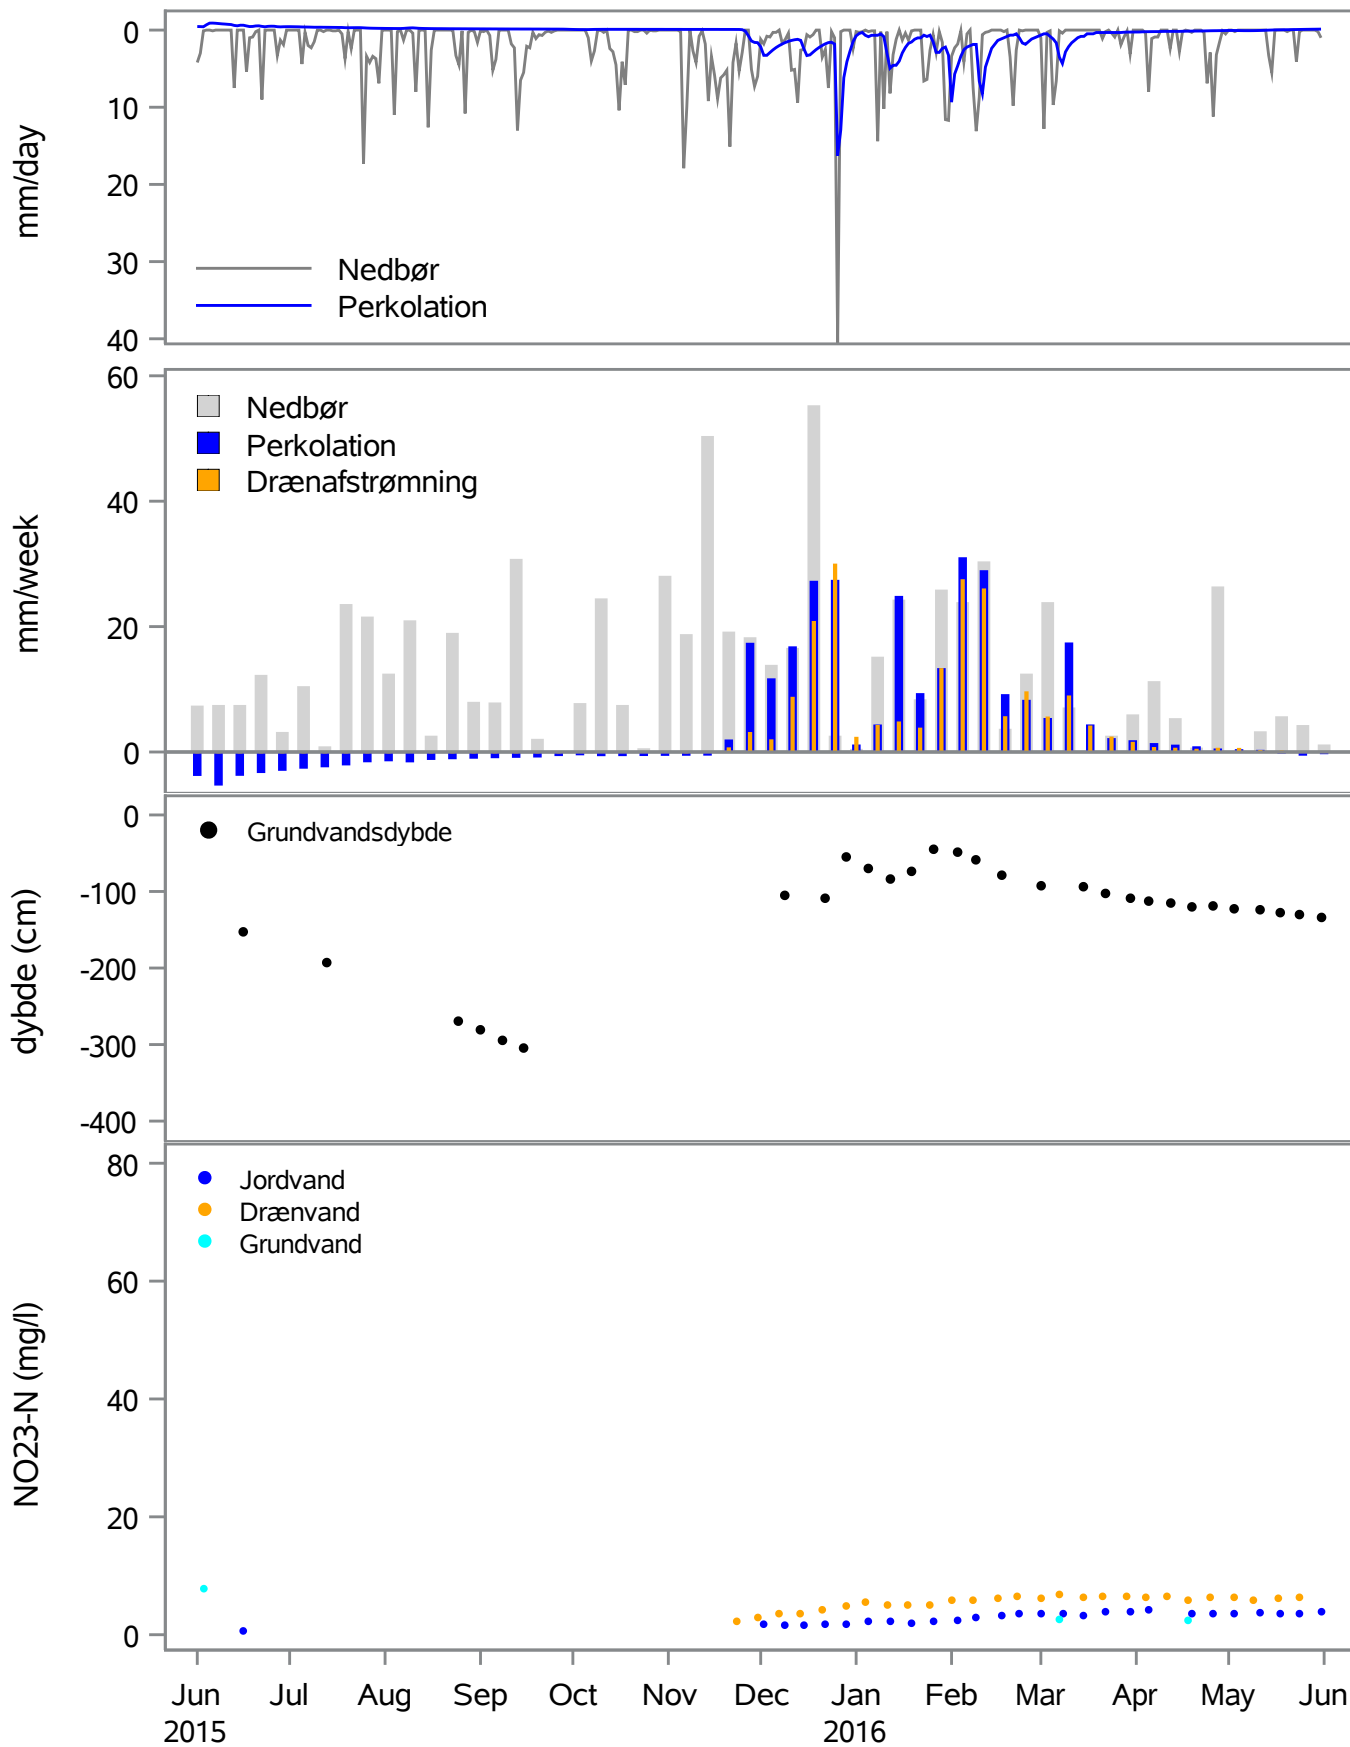 0
10
20
30
40
mm/day
Nedbør
Perkolation
60
40
20
0
mm/week
Nedbør
Perkolation
Drænafstrømning
0
-100
-200
-300
-400
dybde (cm)
Grundvandsdybde
80
60
40
20
0
NO23-N (mg/l)
Jordvand
Drænvand
Grundvand
Jun Jul Aug Sep Oct Nov Dec Jan Feb Mar Apr May Jun
2015 2016